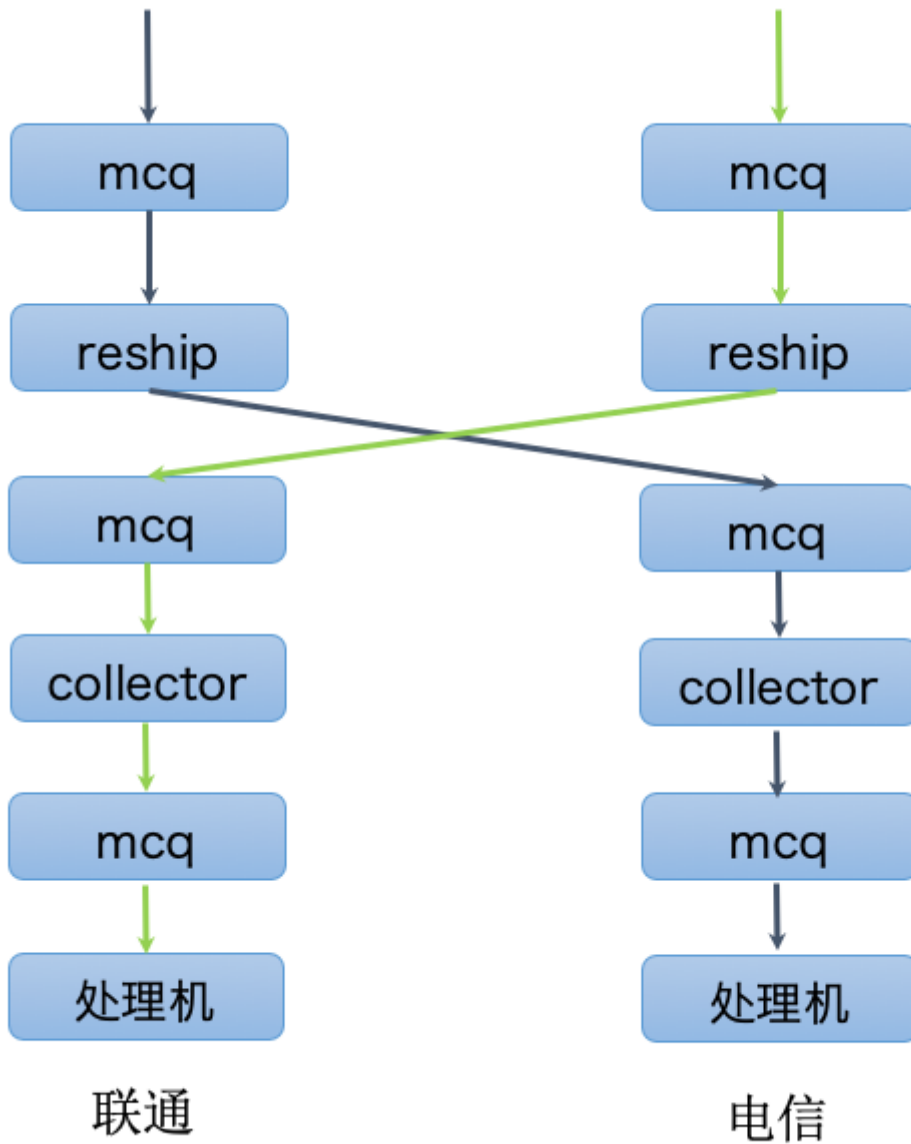 mcq
mcq
reship
reship
mcq
mcq
collector
collector
mcq
mcq
处理机
处理机
联通
电信